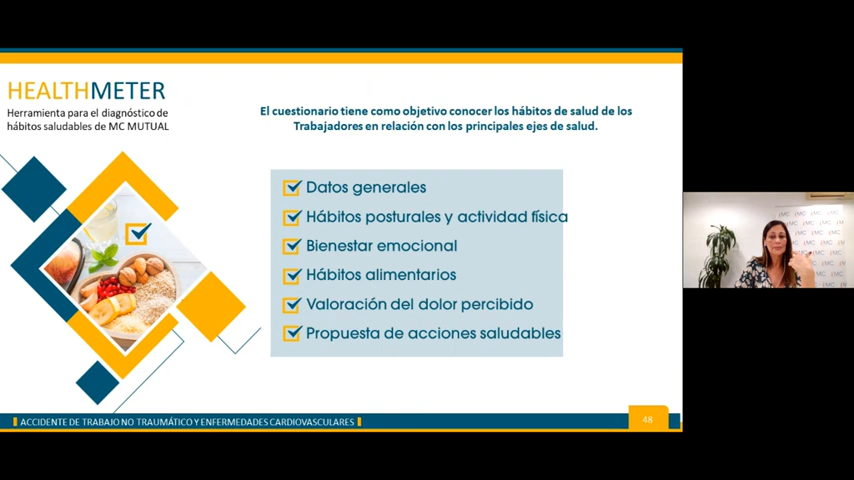 HEALTHMETER
Herramienta para el diagnóstico de
hábitos saludables de MC MUTUAL
El cuestionario tiene como objetivo conocer los hábitos de salud de los
Trabajadores en relación con los principales ejes de salud.
Datos generales
Hábitos posturales y actividad física
Bienestar emocional
Hábitos alimentarios
Valoración del dolor percibido
Propuesta de acciones saludables
ACCIDENTE DE TRABAJO NO TRAUMÁTICO Y ENFERMEDADES CARDIOVASCULARES
48